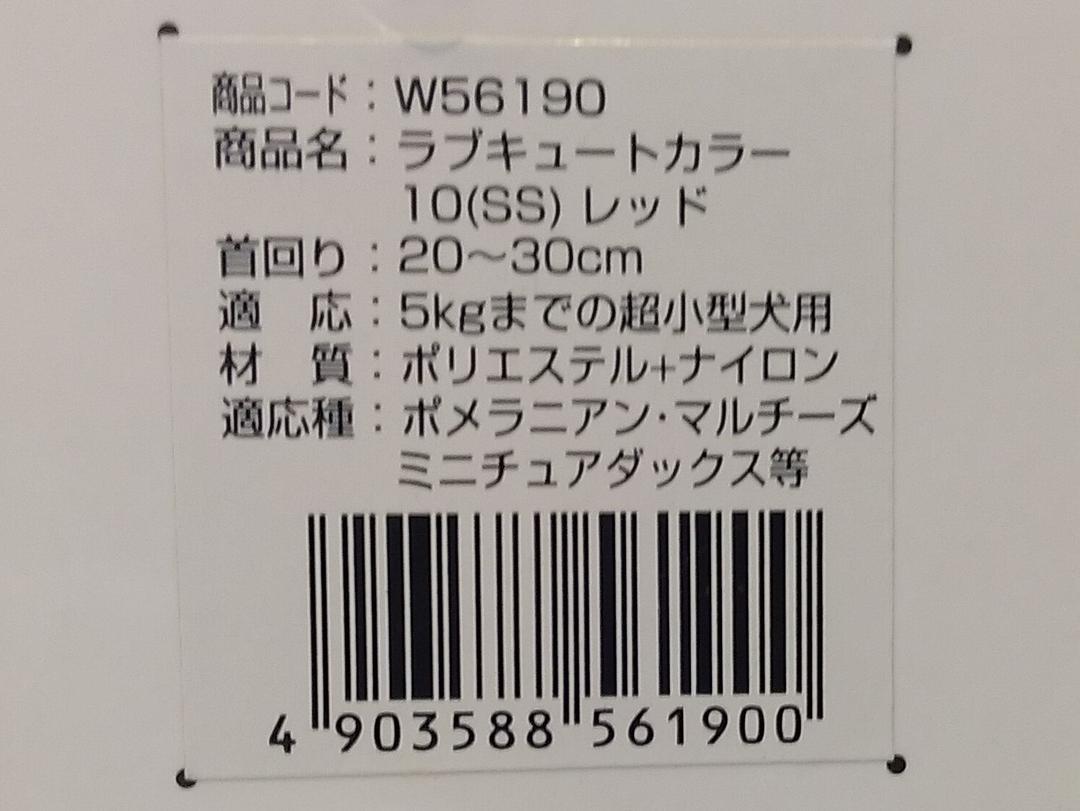 商品コード：W56190
商品名：ラブキュートカラー
10(SS) レッド
首回り：20〜30cm
適　応：5kgまでの超小型犬用
材　質：ポリエステル+ナイロン
適応種：ポメラニアン・マルチーズ
ミニチュアダックス等
4 903588 561900